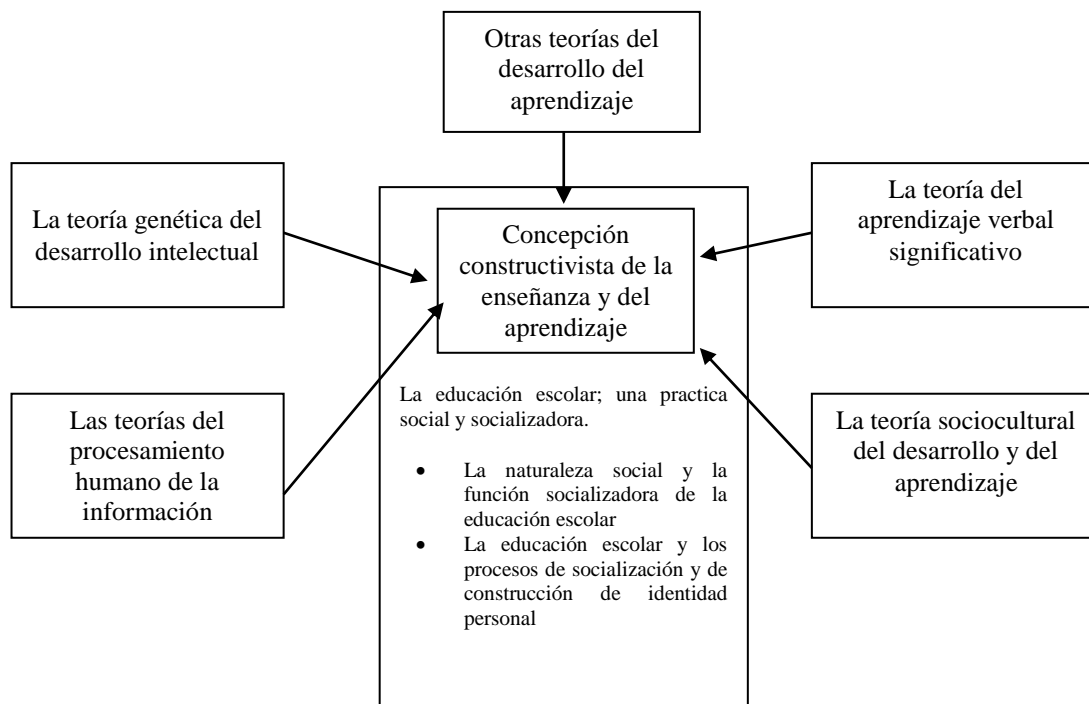 Otras teorías del
desarrollo del
aprendizaje
La teoría genética del
desarrollo intelectual
La teoría del
aprendizaje verbal
significativo
Concepción
constructivista de la
enseñanza y del
aprendizaje
Las teorías del
procesamiento
humano de la
información
La teoría sociocultural
del desarrollo y del
aprendizaje
La educación escolar; una practica
social y socializadora.
• La naturaleza social y la
función socializadora de la
educación escolar
• La educación escolar y los
procesos de socialización y de
construcción de identidad
personal